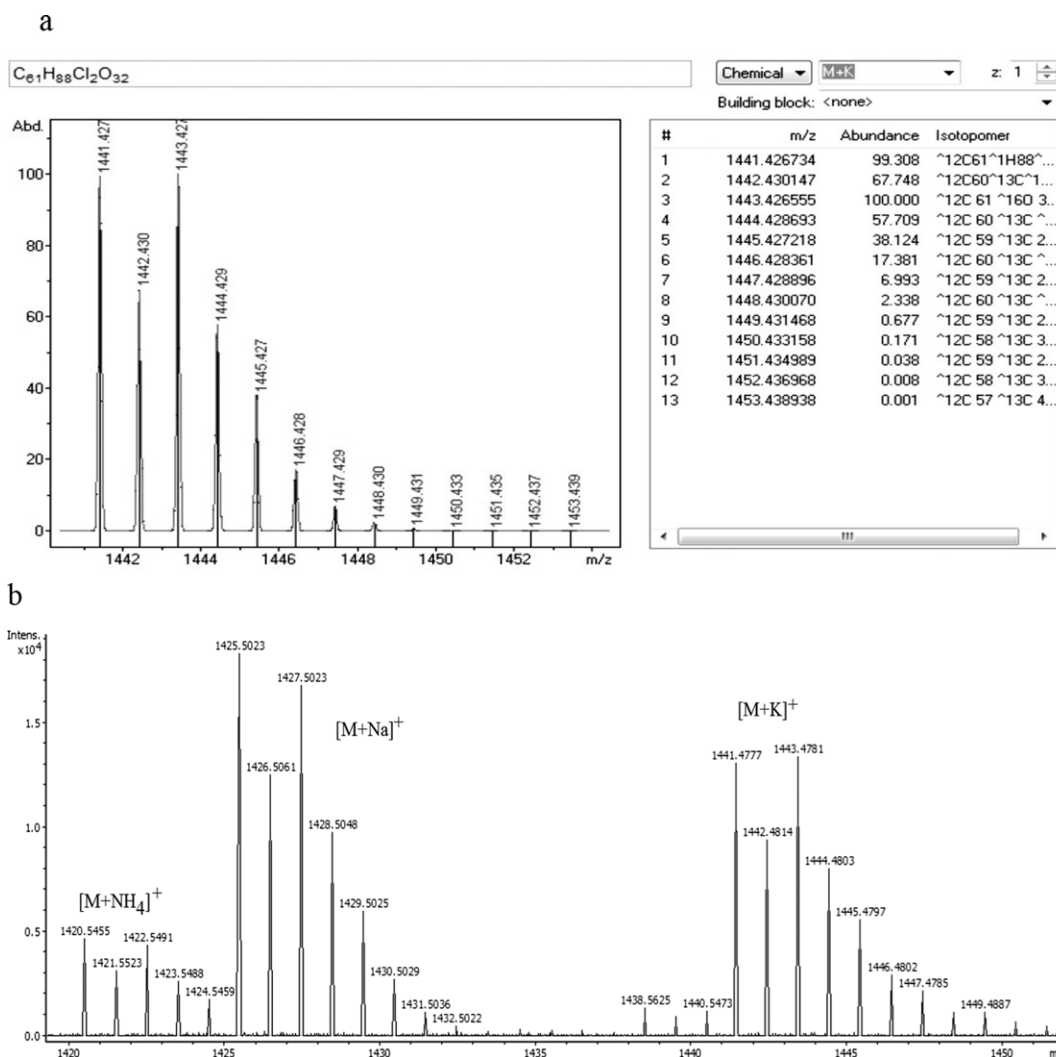 a
C61H88Cl2O32
Chemical M+K z: 1
Building block: <none>
Abd.
100
80
60
40
20
0
1441.427
1442.430
1443.427
1444.429
1445.427
1446.428
1447.429
1448.430
1449.431
1450.433
1451.435
1452.437
1453.439
1442 1444 1446 1448 1450 1452 m/z
# m/z Abundance Isotopomer
1 1441.426734 99.308 ^12C61^1H88^...
2 1442.430147 67.748 ^12C60^13C^1...
3 1443.426555 100.000 ^12C 61 ^16O 3...
4 1444.428693 57.709 ^12C 60 ^13C ^...
5 1445.427218 38.124 ^12C 59 ^13C 2...
6 1446.428361 17.381 ^12C 60 ^13C ^...
7 1447.428896 6.993 ^12C 59 ^13C 2...
8 1448.430070 2.338 ^12C 60 ^13C ^...
9 1449.431468 0.677 ^12C 59 ^13C 2...
10 1450.433158 0.171 ^12C 58 ^13C 3...
11 1451.434989 0.038 ^12C 59 ^13C 2...
12 1452.436968 0.008 ^12C 58 ^13C 3...
13 1453.438938 0.001 ^12C 57 ^13C 4...
b
Intens.
x10^4
1.5
1.0
0.5
0.0
[M+NH4]+
1420.5455
1421.5523
1422.5491
1423.5488
1424.5459
[M+Na]+
1425.5023
1426.5061
1427.5023
1428.5048
1429.5025
1430.5029
1431.5036
1432.5022
[M+K]+
1438.5625
1440.5473
1441.4777
1442.4814
1443.4781
1444.4803
1445.4797
1446.4802
1447.4785
1449.4887
1420 1425 1430 1435 1440 1445 1450